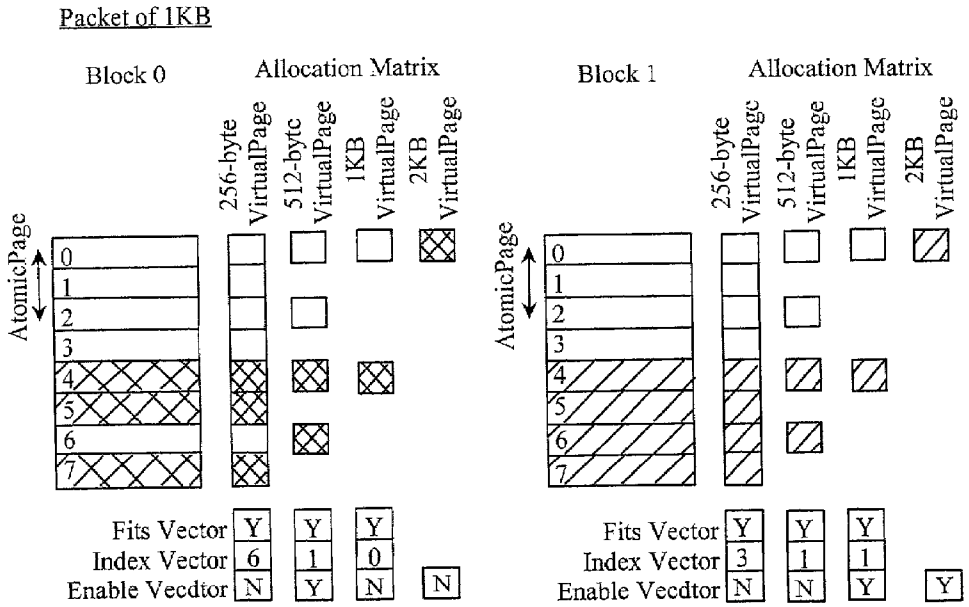 Packet of 1KB
Block 0
Allocation Matrix
256-byte
VirtualPage
512-bytc
VirtualPage
1KB
VirtualPage
2KB
VirtualPage
AtomicPage
0
1
2
3
4
5
6
7
Fits Vector Y Y Y
Index Vector 6 1 0
Enable Vecdtor N Y N N
Block 1
Allocation Matrix
256-byte
VirtualPagc
512-byte
VirtualPage
1KB
VirtualPage
2KB
VirtualPage
AtomicPage
0
1
2
3
4
5
6
7
Fits Vector Y Y Y
Index Vector 3 1 1
Enable Vector N N Y Y